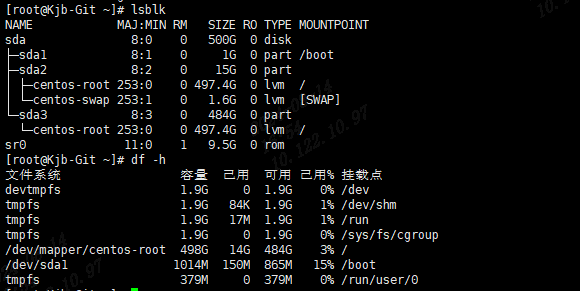 [root@Kjb-Git ~]# lsblk
NAME            MAJ:MIN RM   SIZE RO TYPE MOUNTPOINT
sda               8:0    0   500G  0 disk
├─sda1            8:1    0     1G  0 part /boot
├─sda2            8:2    0    15G  0 part
│ ├─centos-root 253:0    0 497.4G  0 lvm  /
│ └─centos-swap 253:1    0   1.6G  0 lvm  [SWAP]
└─sda3            8:3    0   484G  0 part
  └─centos-root 253:0    0 497.4G  0 lvm  /
sr0              11:0    1   9.5G  0 rom
[root@Kjb-Git ~]# df -h
文件系统                 容量  已用  可用 已用% 挂载点
devtmpfs                 1.9G     0  1.9G    0% /dev
tmpfs                    1.9G   84K  1.9G    1% /dev/shm
tmpfs                    1.9G   17M  1.9G    1% /run
tmpfs                    1.9G     0  1.9G    0% /sys/fs/cgroup
/dev/mapper/centos-root  498G   14G  484G    3% /
/dev/sda1               1014M  150M  865M   15% /boot
tmpfs                    379M     0  379M    0% /run/user/0
10.122.10.97